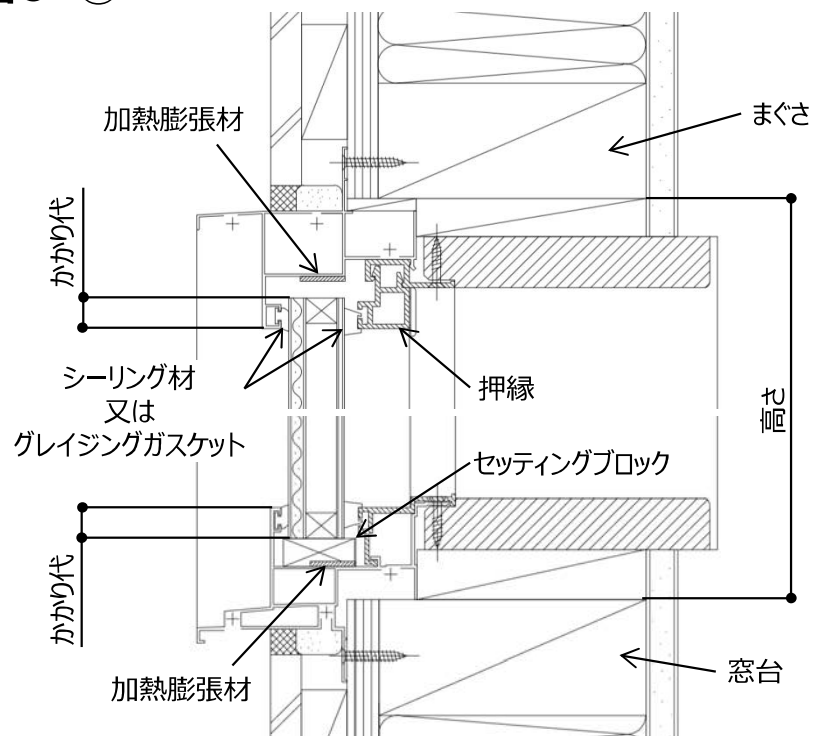 加熱膨張材
まぐさ
かかり代
シーリング材
又は
グレイジングガスケット
押縁
高さ
セッティングブロック
かかり代
加熱膨張材
窓台